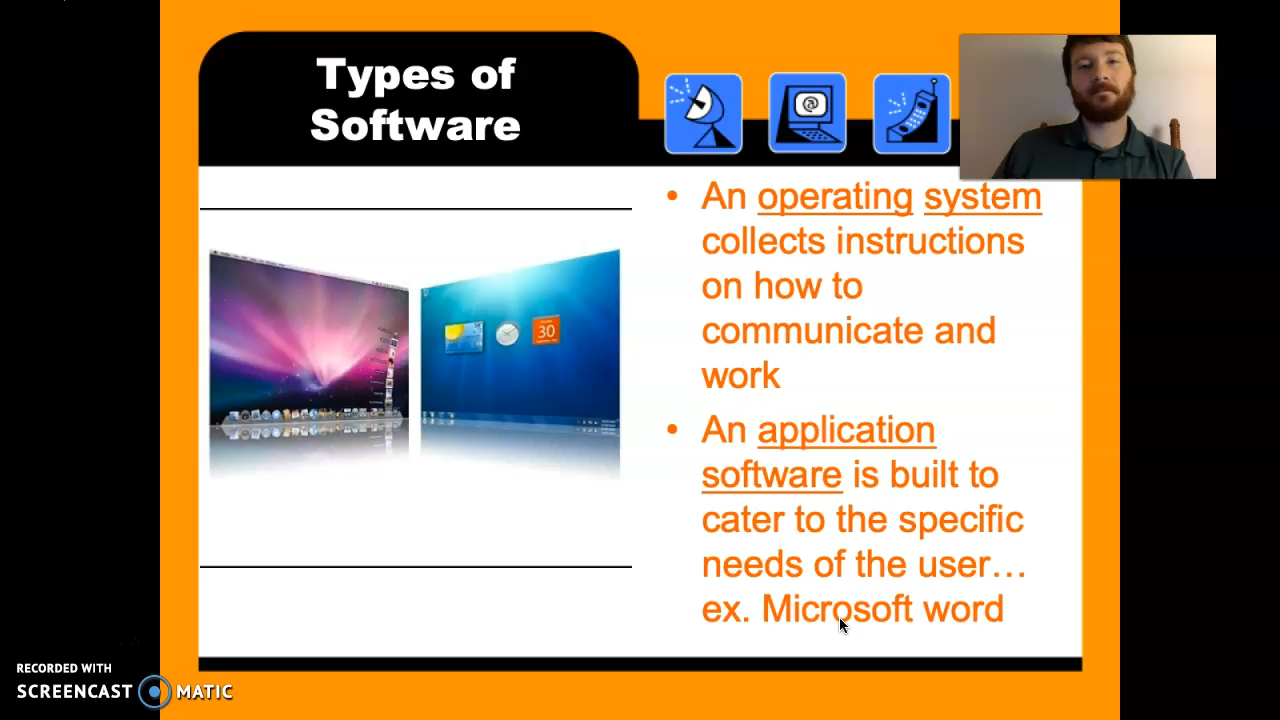 Types of
Software
@
• An operating system
collects instructions
on how to
communicate and
work
30
• An application
software is built to
cater to the specific
needs of the user…
ex. Microsoft word
RECORDED WITH
SCREENCAST MATIC